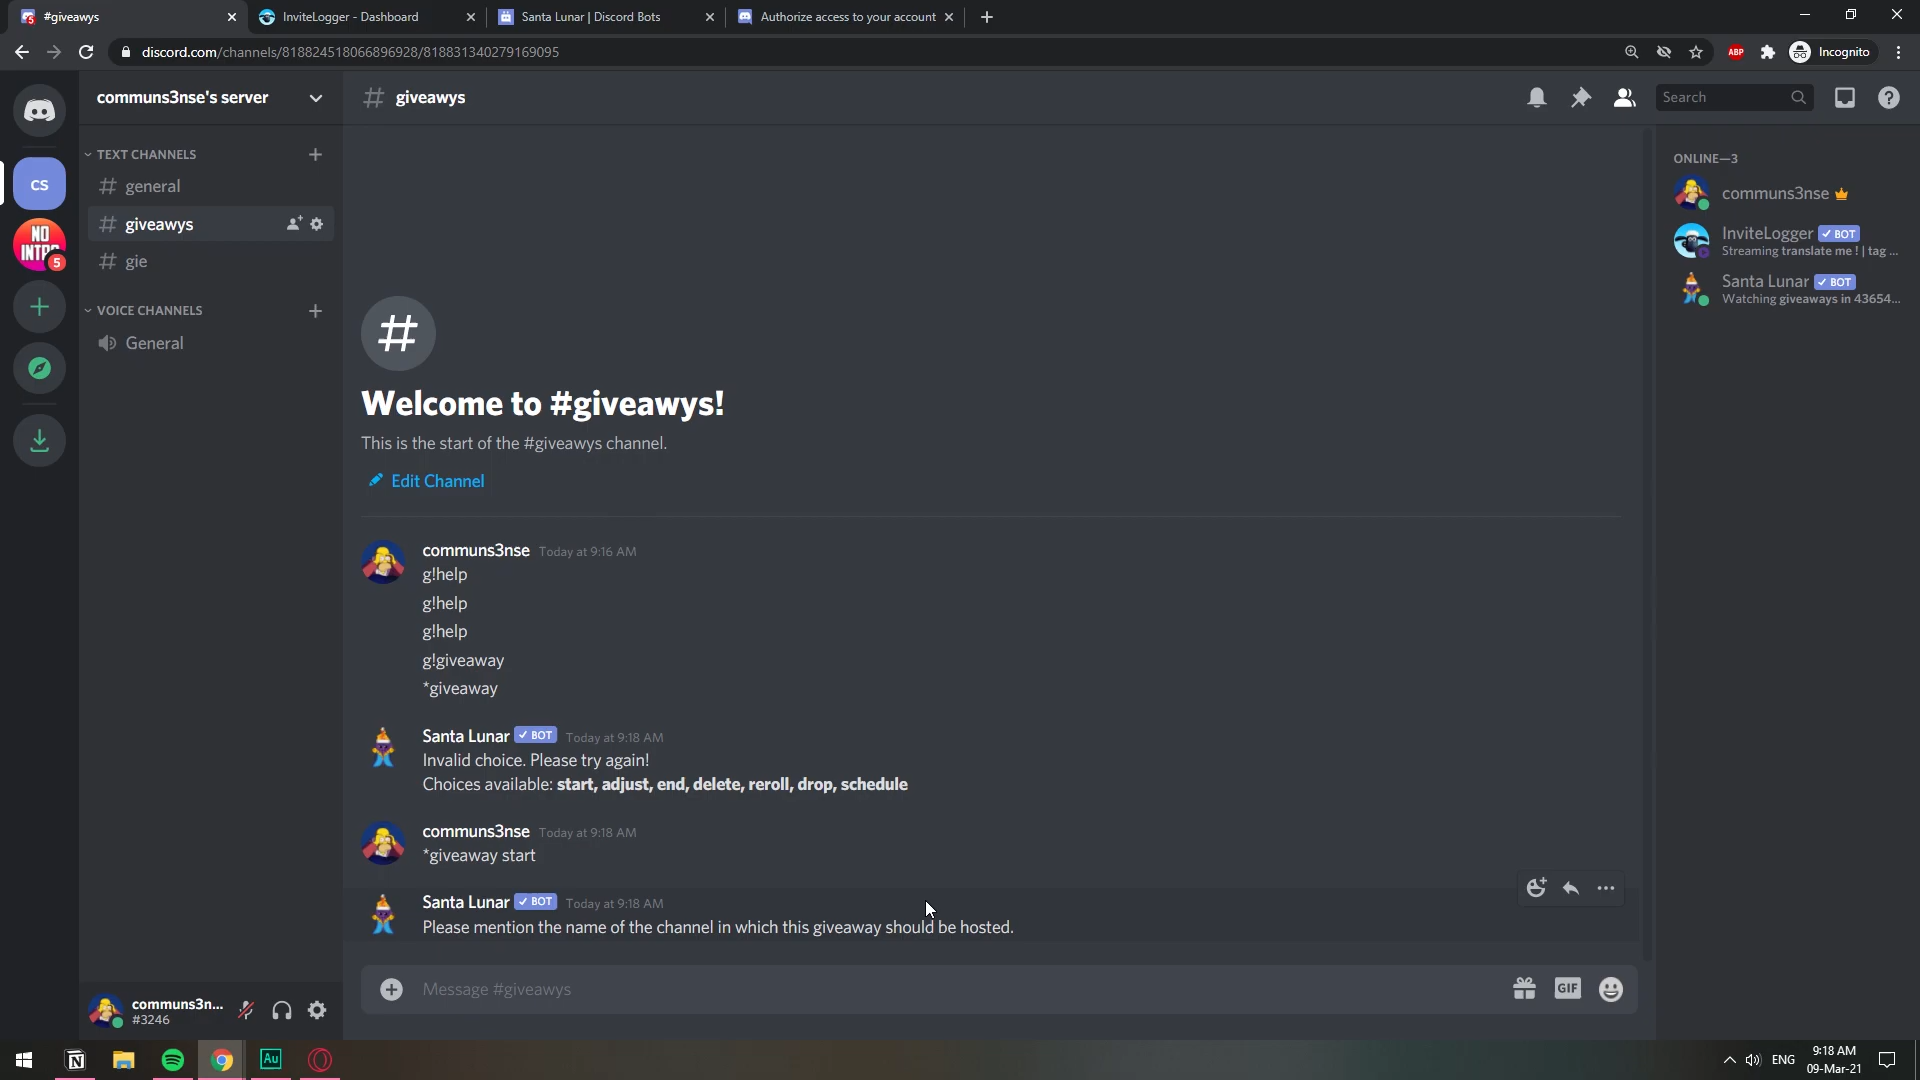 #giveawys
InviteLogger - Dashboard
Santa Lunar | Discord Bots
Authorize access to your account
discord.com/channels/818824518066896928/818831340279169095
ABP
Incognito
communs3nse's server
giveawys
Search
TEXT CHANNELS
general
giveawys
gie
VOICE CHANNELS
General
CS
NO
INTRO
5
ONLINE—3
communs3nse
InviteLogger ✓ BOT
Streaming translate me ! | tag ...
Santa Lunar ✓ BOT
Watching giveaways in 43654...
Welcome to #giveawys!
This is the start of the #giveawys channel.
Edit Channel
communs3nse Today at 9:16 AM
g!help
g!help
g!help
g!giveaway
*giveaway
Santa Lunar ✓ BOT Today at 9:18 AM
Invalid choice. Please try again!
Choices available: start, adjust, end, delete, reroll, drop, schedule
communs3nse Today at 9:18 AM
*giveaway start
Santa Lunar ✓ BOT Today at 9:18 AM
Please mention the name of the channel in which this giveaway should be hosted.
Message #giveawys
GIF
communs3n...
#3246
Au
ENG
9:18 AM
09-Mar-21